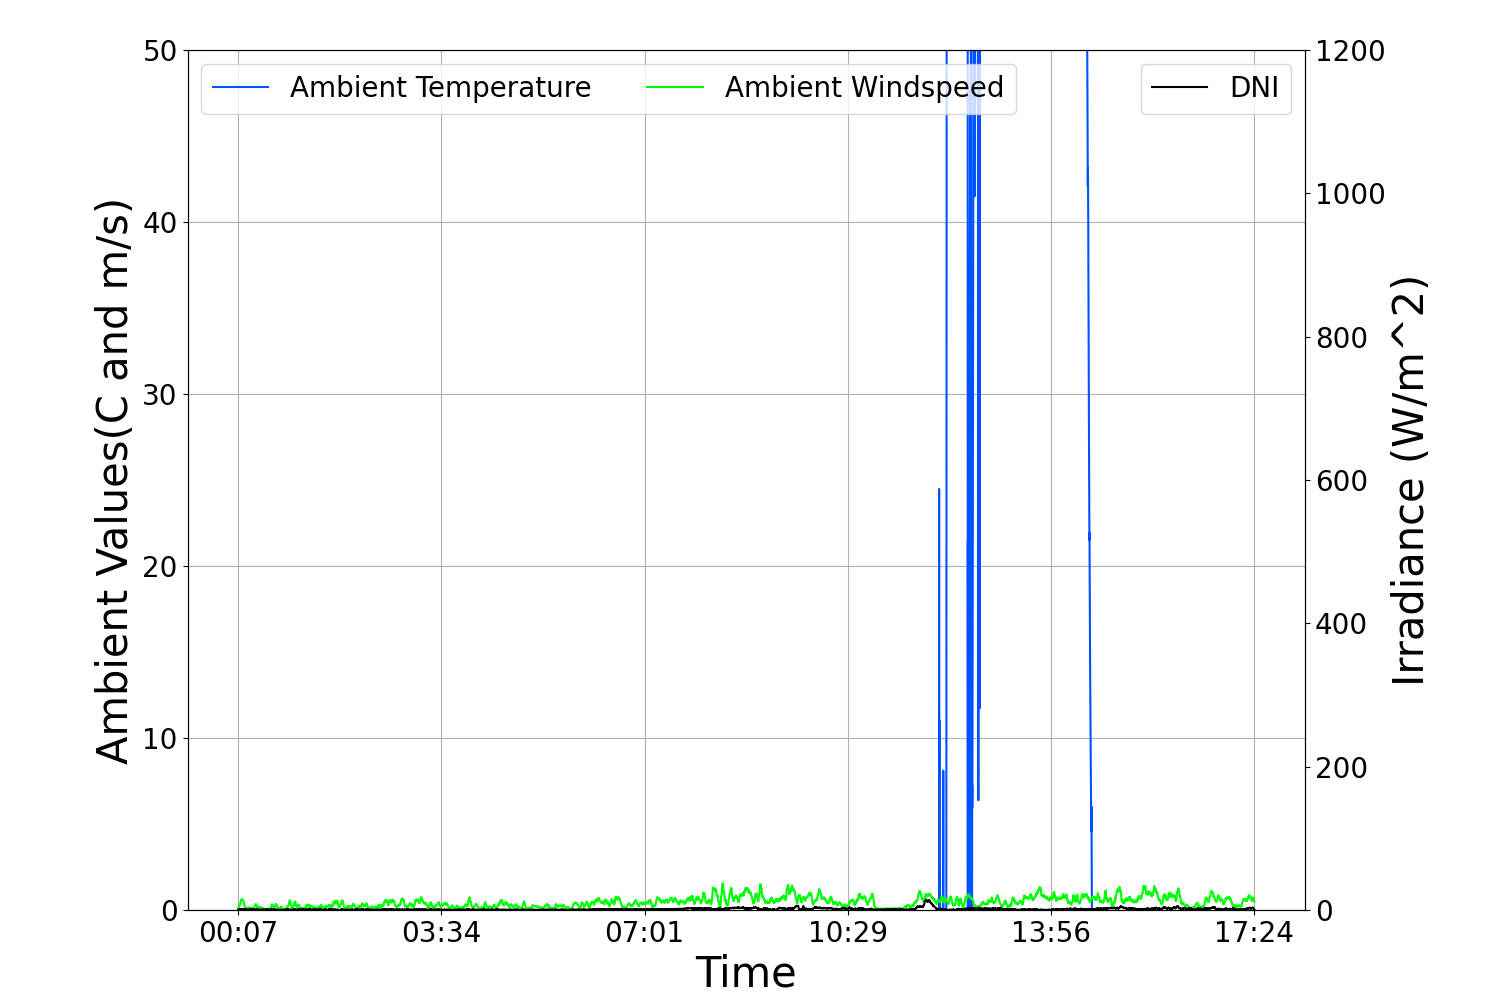 50
40
30
20
10
0
Ambient Values(C and m/s)
Ambient Temperature
Ambient Windspeed
DNI
1200
1000
800
600
400
200
0
Irradiance (W/m^2)
00:07 03:34 07:01 10:29 13:56 17:24
Time